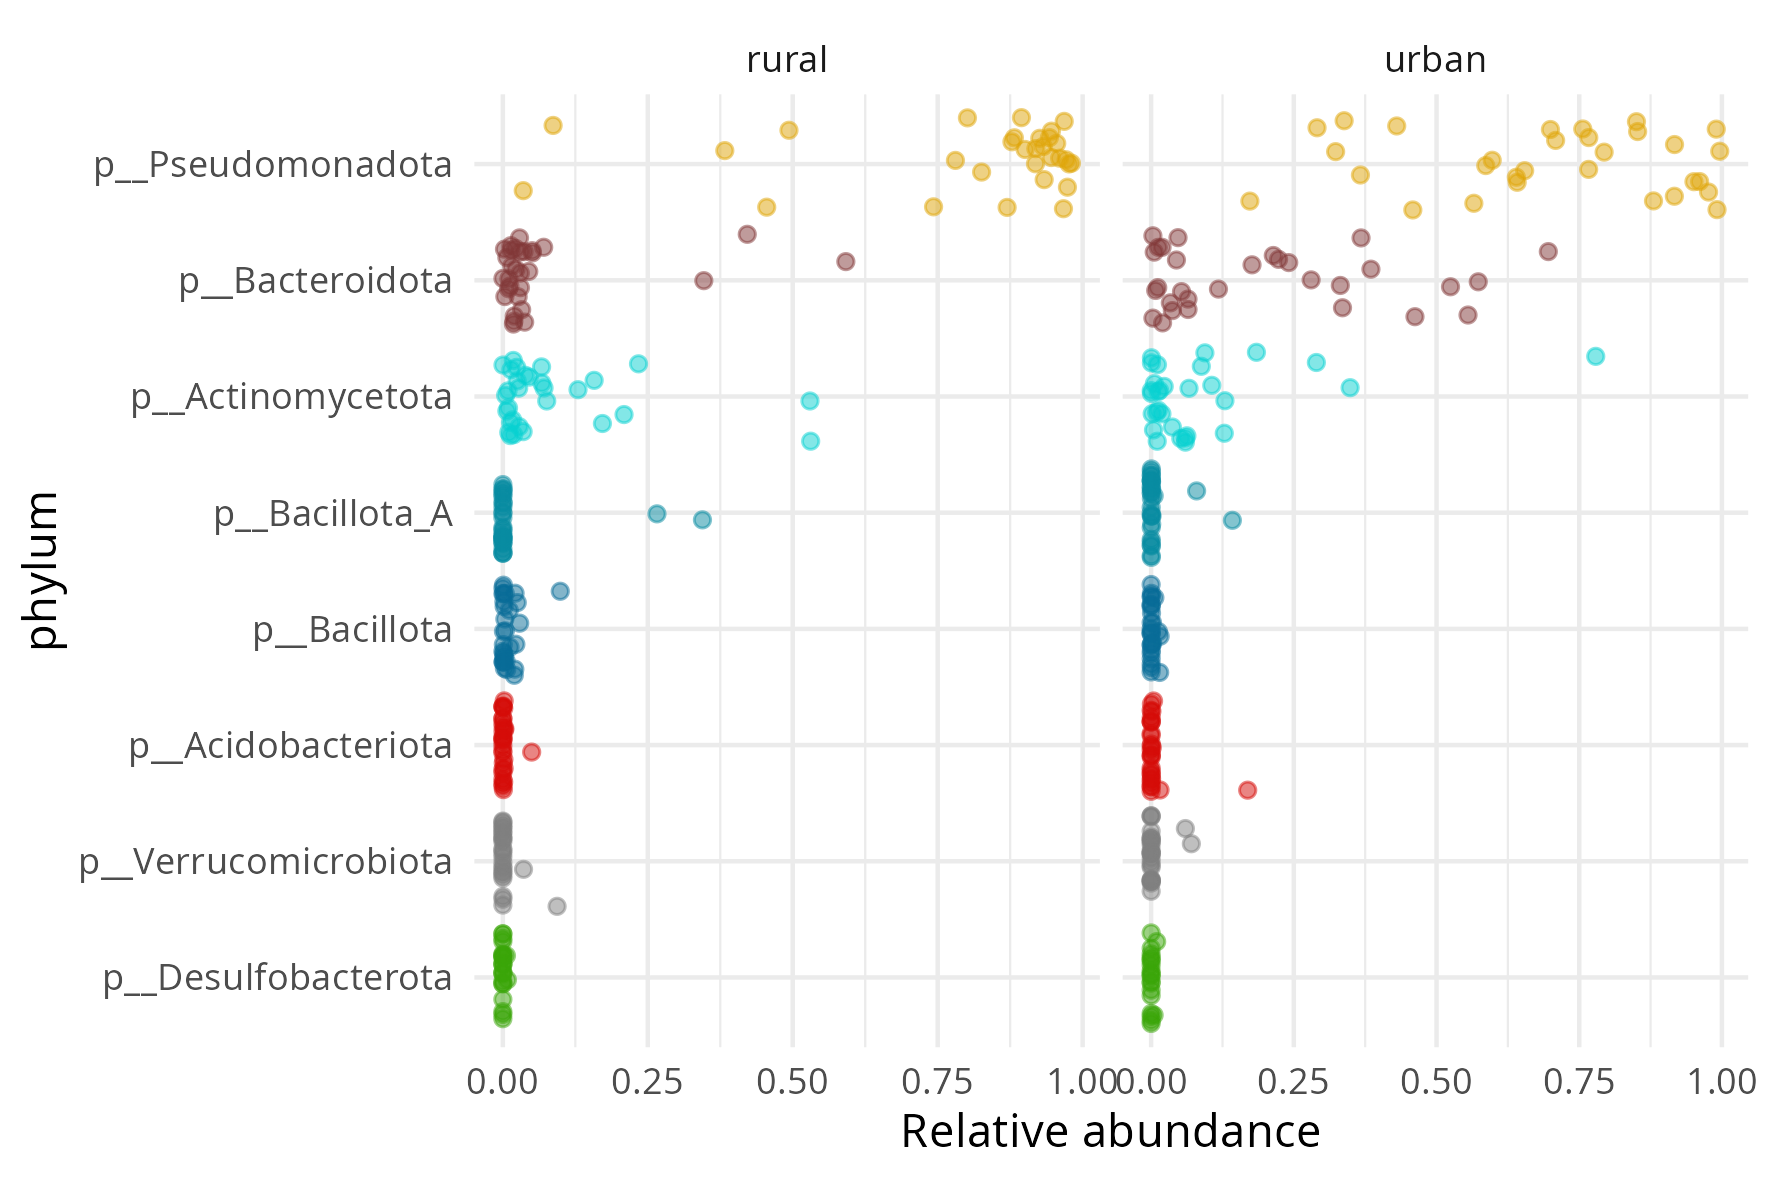 rural urban
p__Pseudomonadota
p__Bacteroidota
p__Actinomycetota
p__Bacillota_A
p__Bacillota
p__Acidobacteriota
p__Verrucomicrobiota
p__Desulfobacterota
phylum
0.00 0.25 0.50 0.75 1.00 0.00 0.25 0.50 0.75 1.00
Relative abundance